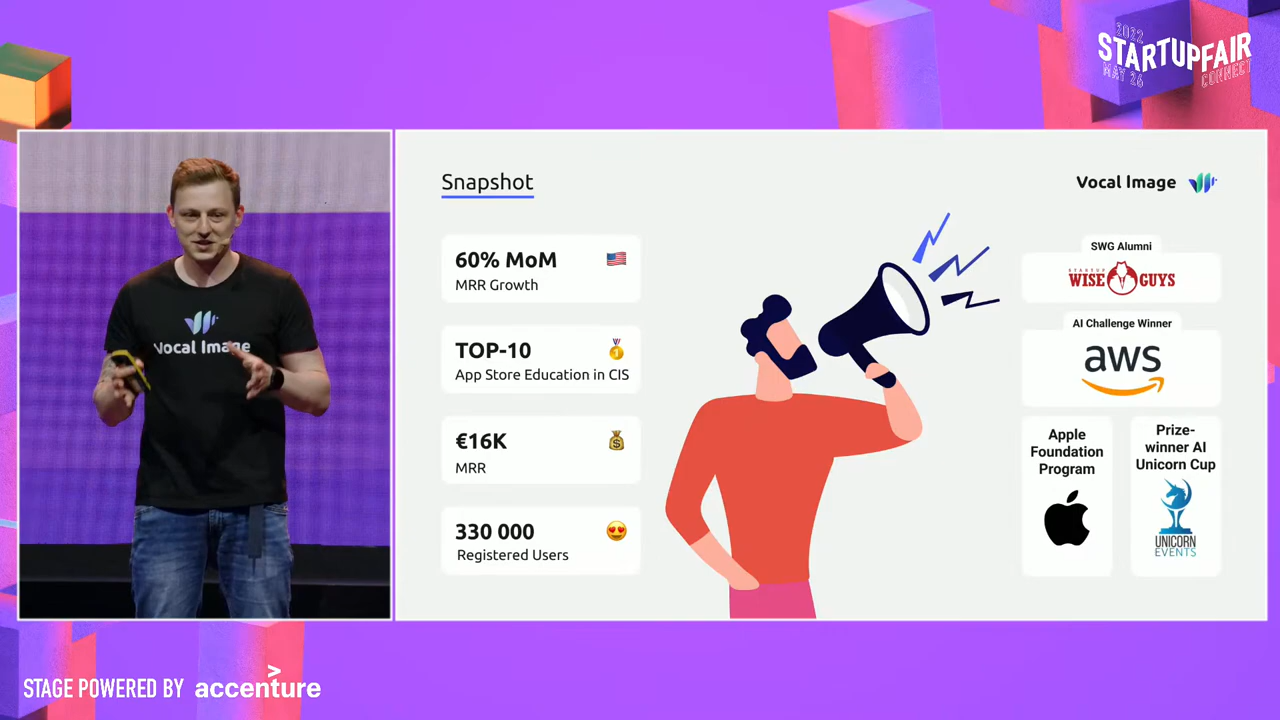 2022
STARTUPFAIR
MAY 26
CONNECT
Snapshot
Vocal Image
60% MoM
MRR Growth
TOP-10
App Store Education in CIS
€16K
MRR
330 000
Registered Users
SWG Alumni
STARTUP
WISE GUYS
AI Challenge Winner
aws
Apple
Foundation
Program
Prize-
winner AI
Unicorn Cup
UNICORN
EVENTS
Vocal Image
STAGE POWERED BY accenture